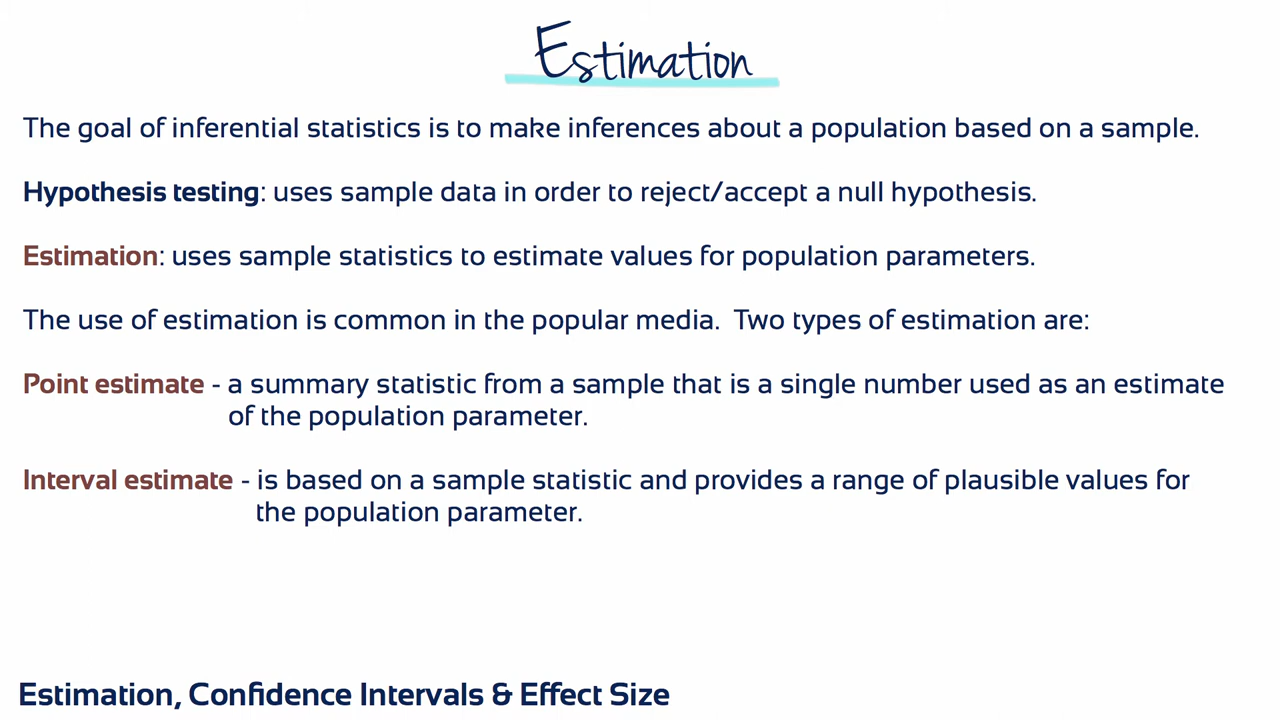 Estimation
The goal of inferential statistics is to make inferences about a population based on a sample.
Hypothesis testing: uses sample data in order to reject/accept a null hypothesis.
Estimation: uses sample statistics to estimate values for population parameters.
The use of estimation is common in the popular media.  Two types of estimation are:
Point estimate - a summary statistic from a sample that is a single number used as an estimate
of the population parameter.
Interval estimate - is based on a sample statistic and provides a range of plausible values for
the population parameter.
Estimation, Confidence Intervals & Effect Size